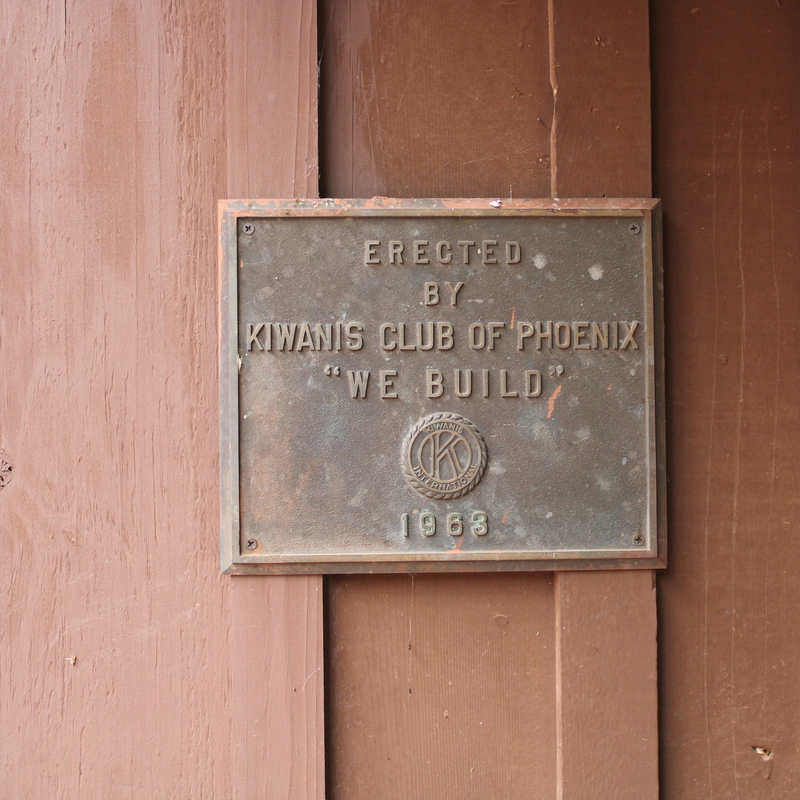 ERECTED
BY
KIWANIS CLUB OF PHOENIX
“WE BUILD”
KIWANIS
K
INTERNATIONAL
1963